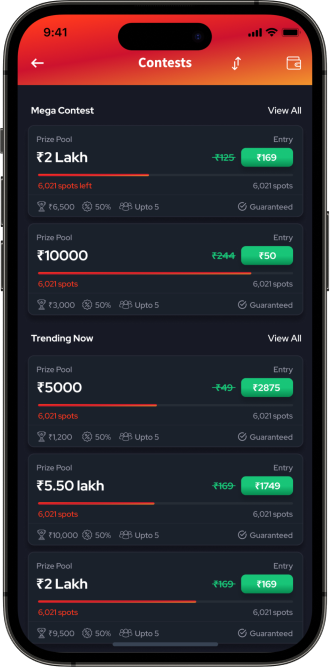 9:41
Contests
Mega Contest View All
Prize Pool Entry
₹2 Lakh ₹125 ₹169
6,021 spots left 6,021 spots
₹6,500 50% Upto 5 Guaranteed
Prize Pool Entry
₹10000 ₹244 ₹50
6,021 spots 6,021 spots
₹3,000 50% Upto 5 Guaranteed
Trending Now View All
Prize Pool Entry
₹5000 ₹49 ₹2875
6,021 spots 6,021 spots
₹1,200 50% Upto 5 Guaranteed
Prize Pool Entry
₹5.50 lakh ₹169 ₹1749
6,021 spots 6,021 spots
₹10,000 50% Upto 5 Guaranteed
Prize Pool Entry
₹2 Lakh ₹169 ₹169
6,021 spots 6,021 spots
₹9,500 50% Upto 5 Guaranteed